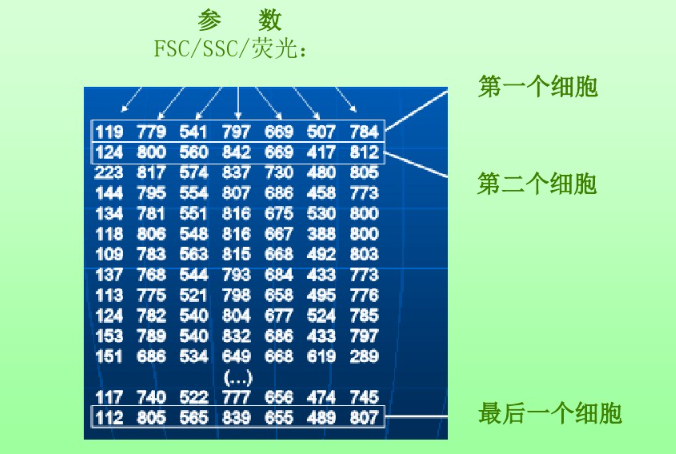 参 数
FSC/SSC/荧光:
第一个细胞
119 779 541 797 669 507 784
124 800 560 842 669 417 812
第二个细胞
223 817 574 837 730 480 805
144 795 554 807 686 458 773
134 781 551 816 675 530 800
118 806 548 816 667 388 800
109 783 563 815 668 492 803
137 768 544 793 684 433 773
113 775 521 798 658 495 776
124 782 540 804 677 524 785
153 789 540 832 686 433 797
151 686 534 649 668 619 289
(...)
117 740 522 777 656 474 745
112 805 565 839 655 489 807
最后一个细胞